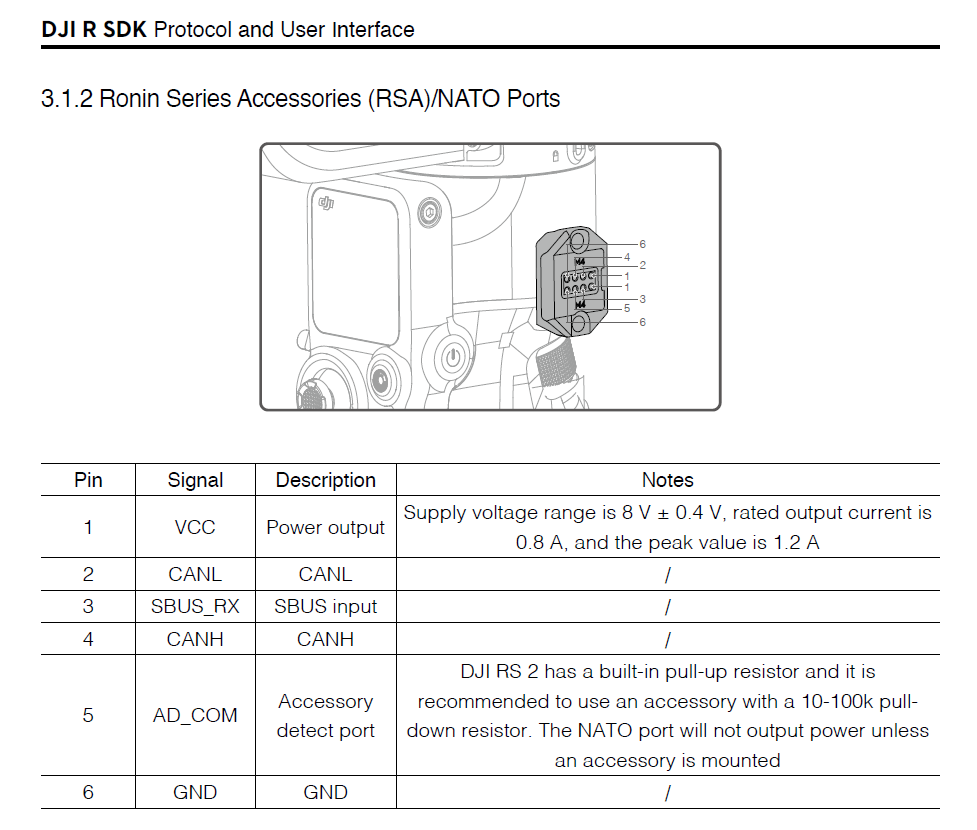 DJI R SDK Protocol and User Interface
3.1.2 Ronin Series Accessories (RSA)/NATO Ports
dji
6
4
M4
2
1
1
3
M4
5
6
Pin Signal Description Notes
1 VCC Power output Supply voltage range is 8 V ± 0.4 V, rated output current is
0.8 A, and the peak value is 1.2 A
2 CANL CANL /
3 SBUS_RX SBUS input /
4 CANH CANH /
5 AD_COM Accessory
detect port
DJI RS 2 has a built-in pull-up resistor and it is
recommended to use an accessory with a 10-100k pull-
down resistor. The NATO port will not output power unless
an accessory is mounted
6 GND GND /